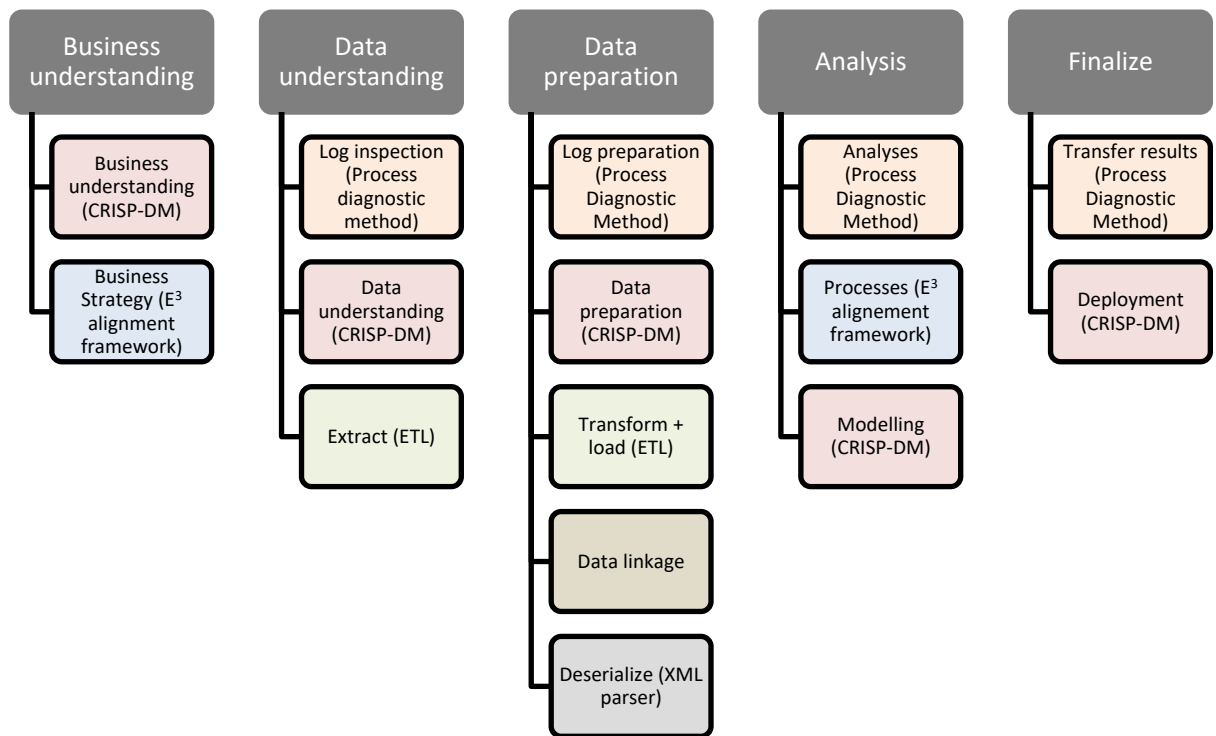 Business
understanding
Business
understanding
(CRISP-DM)
Business
Strategy (E³
alignment
framework)
Data
understanding
Log inspection
(Process
diagnostic
method)
Data
understanding
(CRISP-DM)
Extract (ETL)
Data
preparation
Log preparation
(Process
Diagnostic
Method)
Data
preparation
(CRISP-DM)
Transform +
load (ETL)
Data linkage
Deserialize (XML
parser)
Analysis
Analyses
(Process
Diagnostic
Method)
Processes (E³
alignement
framework)
Modelling
(CRISP-DM)
Finalize
Transfer results
(Process
Diagnostic
Method)
Deployment
(CRISP-DM)